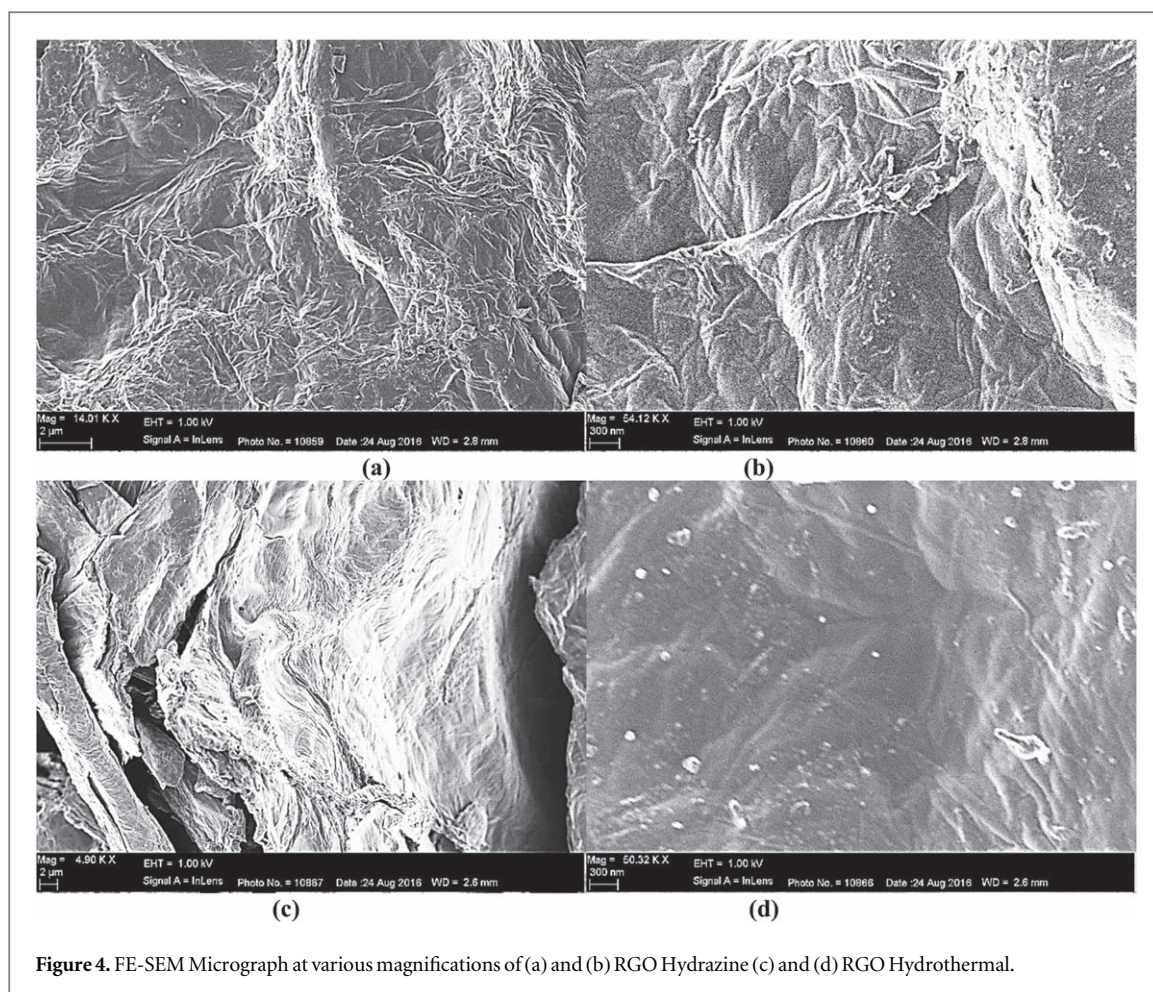 Mag = 14.01 K X
2 µm
EHT = 1.00 kV
Signal A = InLens Photo No. = 10859 Date :24 Aug 2016 WD = 2.8 mm
(a)
Mag = 54.12 K X
300 nm
EHT = 1.00 kV
Signal A = InLens Photo No. = 10860 Date :24 Aug 2016 WD = 2.8 mm
(b)
Mag = 4.90 K X
2 µm
EHT = 1.00 kV
Signal A = InLens Photo No. = 10867 Date :24 Aug 2016 WD = 2.6 mm
(c)
Mag = 50.32 K X
300 nm
EHT = 1.00 kV
Signal A = InLens Photo No. = 10866 Date :24 Aug 2016 WD = 2.6 mm
(d)
Figure 4. FE-SEM Micrograph at various magnifications of (a) and (b) RGO Hydrazine (c) and (d) RGO Hydrothermal.